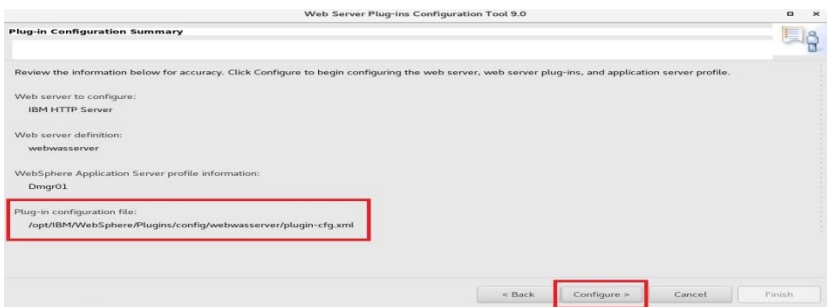 Web Server Plug-ins Configuration Tool 9.0
Plug-in Configuration Summary
Review the information below for accuracy. Click Configure to begin configuring the web server, web server plug-ins, and application server profile.
Web server to configure:
IBM HTTP Server
Web server definition:
webwasserver
WebSphere Application Server profile information:
Dmgr01
Plug-in configuration file:
/opt/IBM/WebSphere/Plugins/config/webwasserver/plugin-cfg.xml
< Back
Configure >
Cancel
Finish